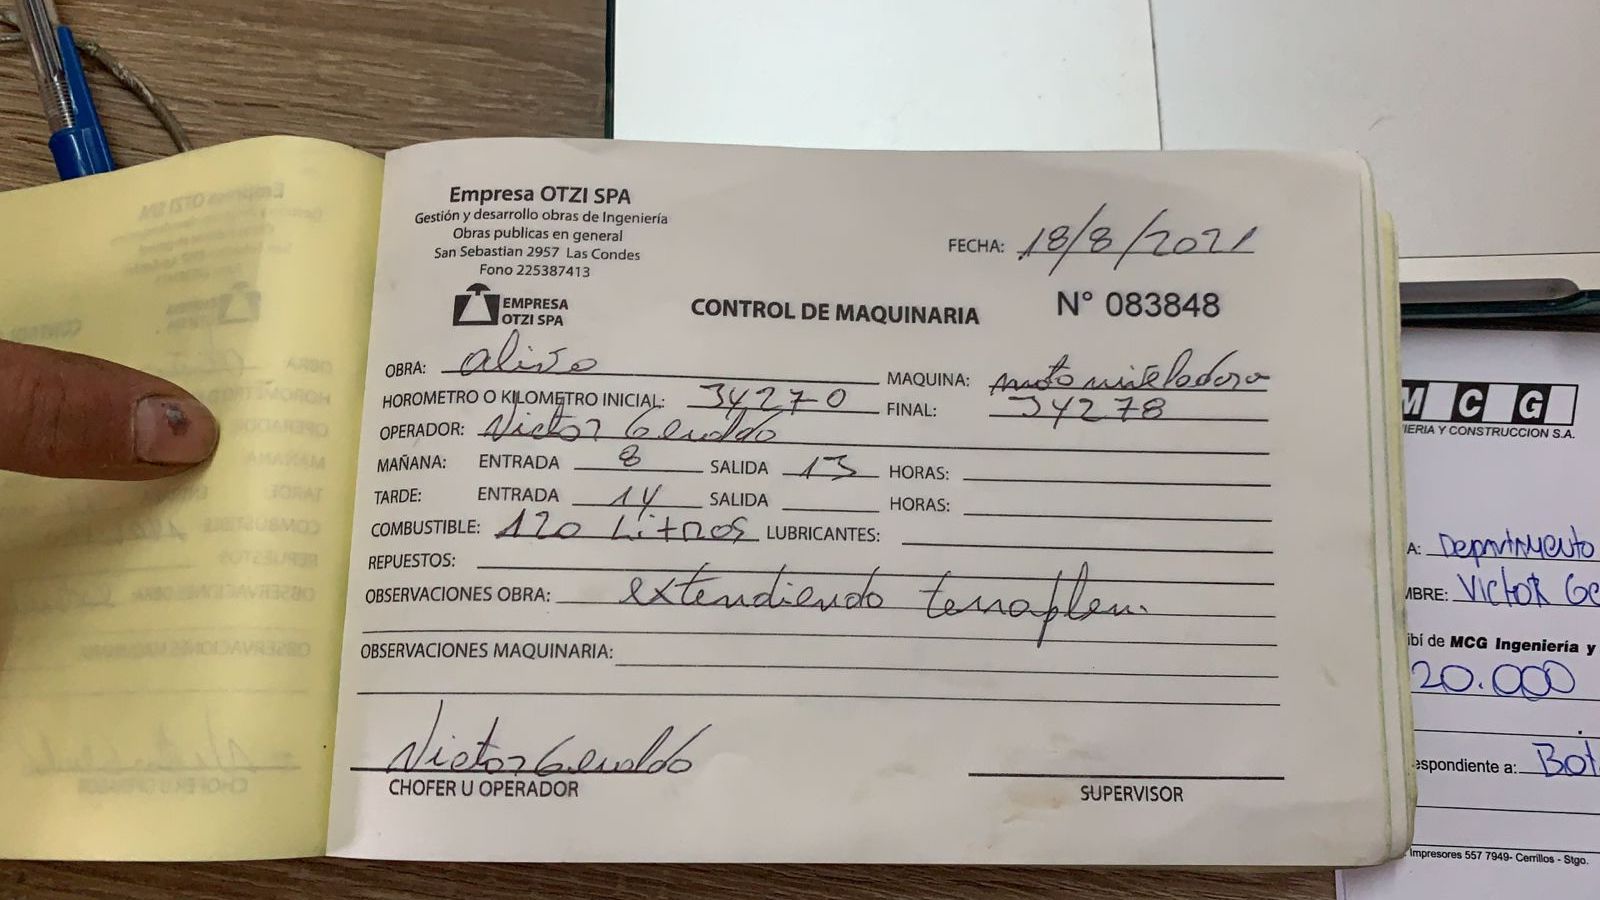 Empresa OTZI SPA
Gestión y desarrollo obras de Ingeniería
Obras publicas en general
San Sebastian 2957 Las Condes
Fono 225387413
EMPRESA
OTZI SPA
FECHA: 18/8/2021
CONTROL DE MAQUINARIA
N° 083848
OBRA: MAQUINA: motoniveladora
HOROMETRO O KILOMETRO INICIAL: 34270 FINAL: 34278
OPERADOR: Victor Geraldo
MAÑANA: ENTRADA 8 SALIDA 13 HORAS:
TARDE: ENTRADA 14 SALIDA HORAS:
COMBUSTIBLE: 120 Litros LUBRICANTES:
REPUESTOS:
OBSERVACIONES OBRA: extendiendo terraplen.
OBSERVACIONES MAQUINARIA:
Victor Geraldo
CHOFER U OPERADOR
SUPERVISOR
MCG
IERIA Y CONSTRUCCION S.A.
A: Departamento
MBRE: VICTOR Ge
ibí de MCG Ingeniería y
20.000
espondiente a: Bot
Impresores 557 7949- Cerrillos - Stgo.